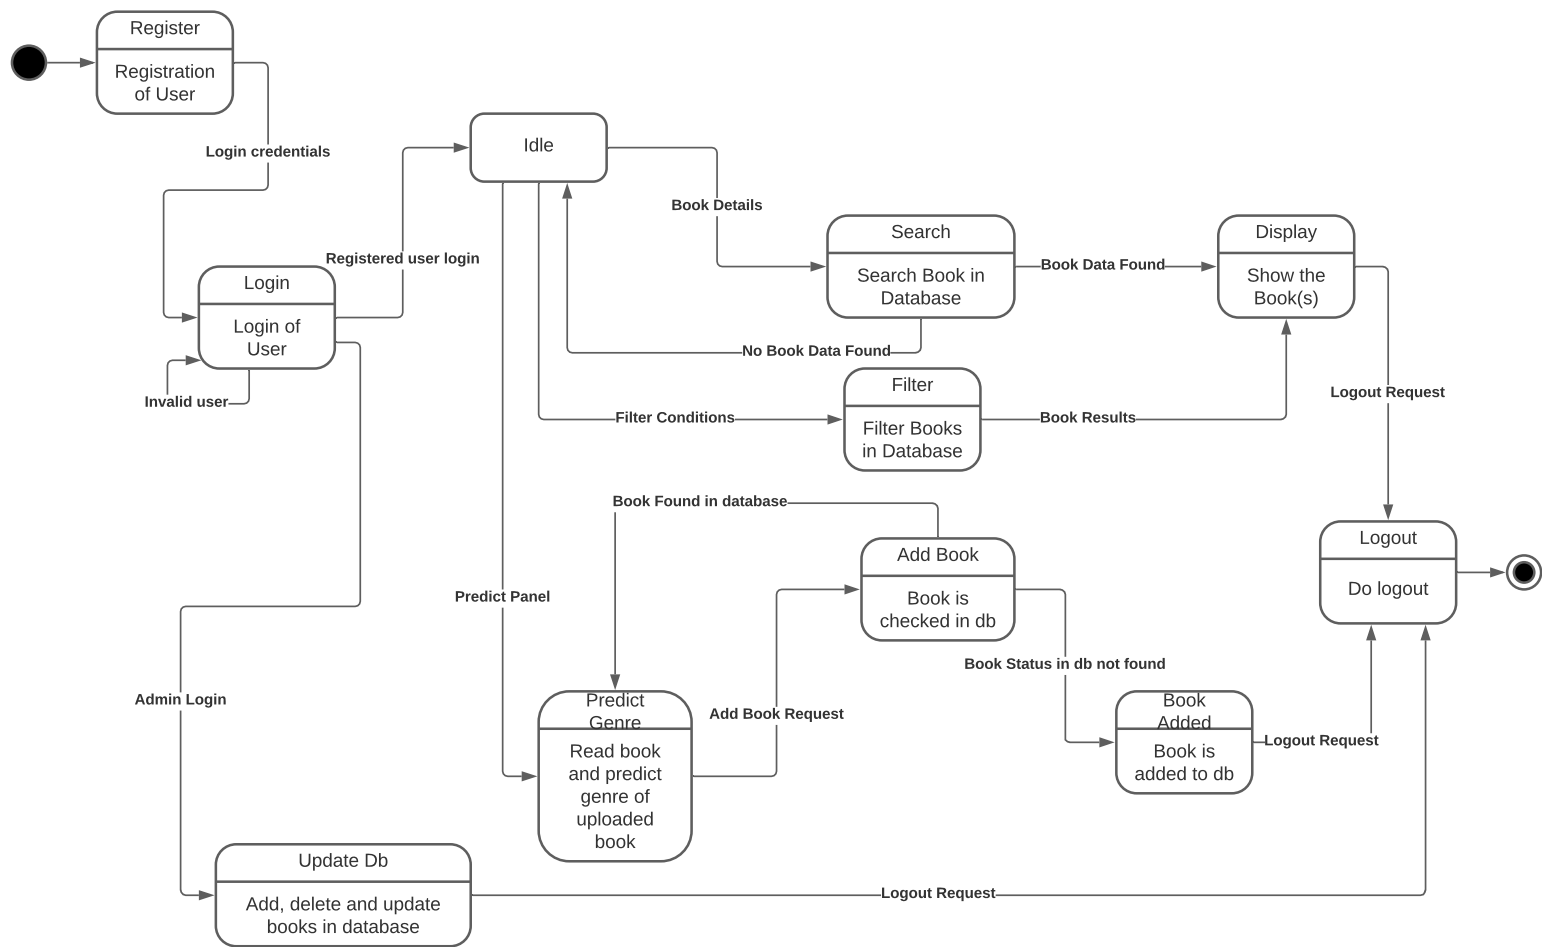 Register
Registration
of User
Login credentials
Idle
Registered user login
Login
Login of
User
Invalid user
Book Details
Search
Search Book in
Database
Book Data Found
Display
Show the
Book(s)
No Book Data Found
Filter
Filter Books
in Database
Filter Conditions
Book Results
Logout Request
Logout
Do logout
Book Found in database
Add Book
Book is
checked in db
Predict Panel
Book Status in db not found
Admin Login
Predict
Genre
Read book
and predict
genre of
uploaded
book
Add Book Request
Book
Added
Book is
added to db
Logout Request
Update Db
Add, delete and update
books in database
Logout Request